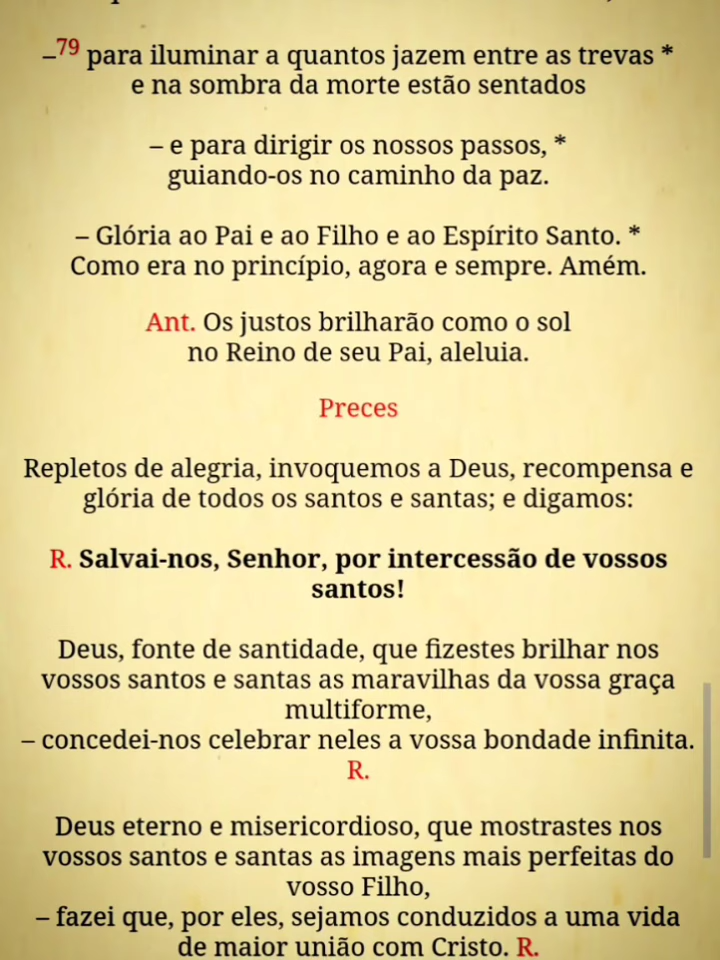 –79 para iluminar a quantos jazem entre as trevas *
e na sombra da morte estão sentados
– e para dirigir os nossos passos, *
guiando-os no caminho da paz.
– Glória ao Pai e ao Filho e ao Espírito Santo. *
Como era no princípio, agora e sempre. Amém.
Ant. Os justos brilharão como o sol
no Reino de seu Pai, aleluia.
Preces
Repletos de alegria, invoquemos a Deus, recompensa e
glória de todos os santos e santas; e digamos:
R. Salvai-nos, Senhor, por intercessão de vossos
santos!
Deus, fonte de santidade, que fizestes brilhar nos
vossos santos e santas as maravilhas da vossa graça
multiforme,
– concedei-nos celebrar neles a vossa bondade infinita.
R.
Deus eterno e misericordioso, que mostrastes nos
vossos santos e santas as imagens mais perfeitas do
vosso Filho,
– fazei que, por eles, sejamos conduzidos a uma vida
de maior união com Cristo. R.